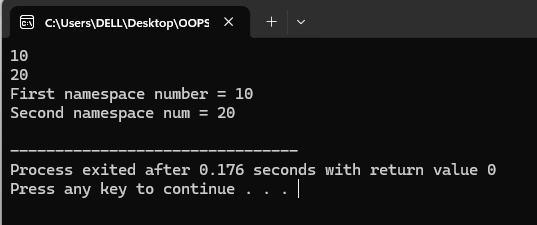 C:\Users\DELL\Desktop\OOPS
10
20
First namespace number = 10
Second namespace num = 20
--------------------------------
Process exited after 0.176 seconds with return value 0
Press any key to continue . . .